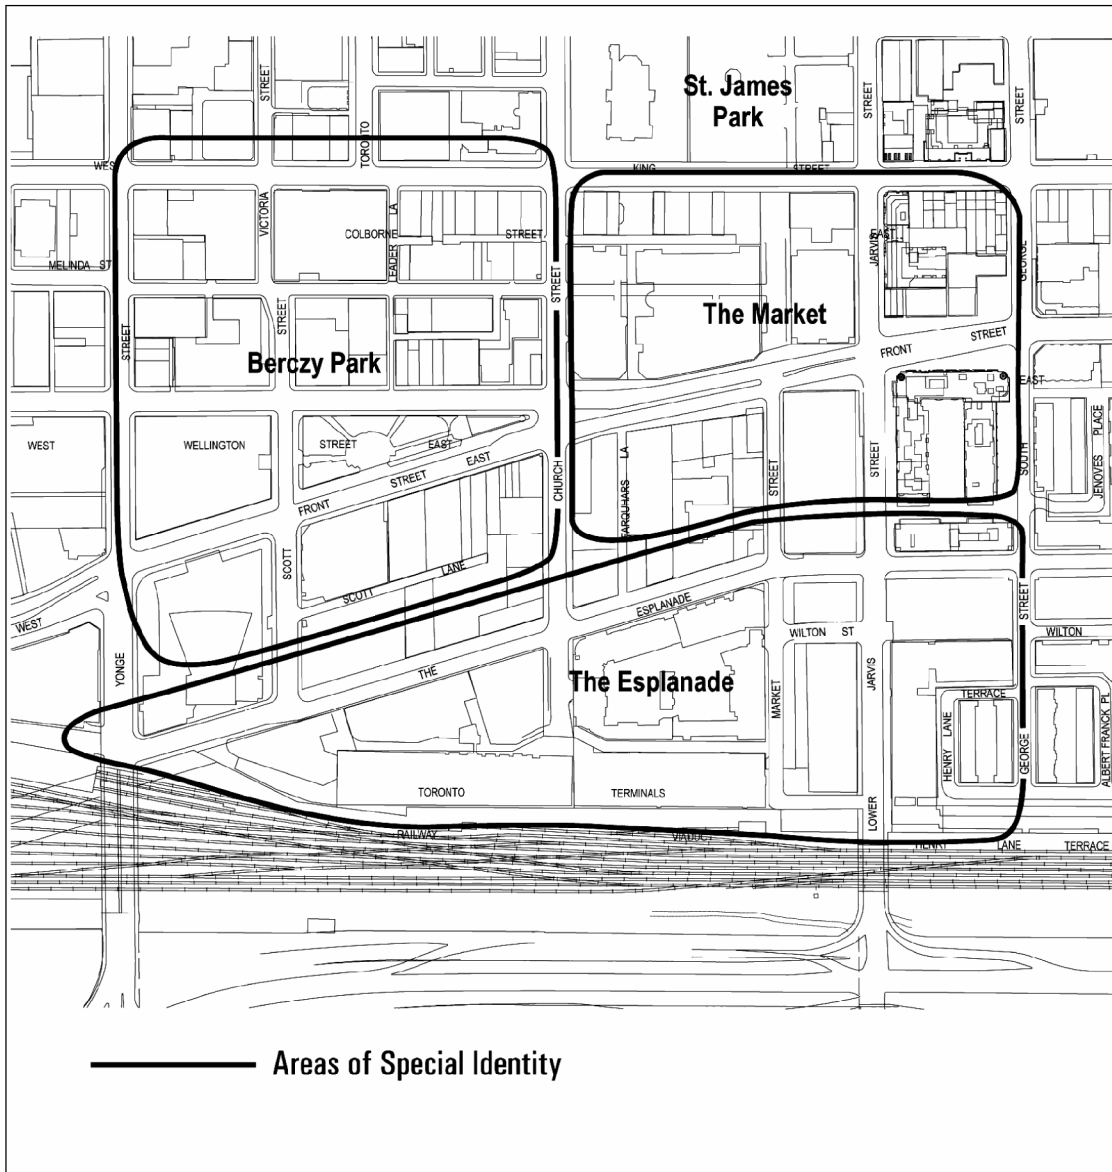 St. James
Park
STREET
STREET
STREET
TORONTO
WEST
KING
STREET
VICTORIA
LEADER LA
COLBORNE
STREET
JARVIS
EAST
GEORGE
MELINDA ST
STREET
STREET
STREET
The Market
FRONT
STREET
Berczy Park
EAST
WEST
WELLINGTON
STREET
EAST
FRONT
STREET
EAST
CHURCH
FARQUHARS LA
STREET
STREET
SOUTH
JENOVES PLACE
SCOTT
SCOTT
LANE
ESPLANADE
WEST
WILTON ST
STREET
WILTON
YONGE
THE
The Esplanade
MARKET
JARVIS
TERRACE
HENRY LANE
GEORGE
ALBERT FRANCK PL
TORONTO
TERMINALS
LOWER
RAILWAY
VIADUCT
HENRY
LANE
TERRACE
Areas of Special Identity